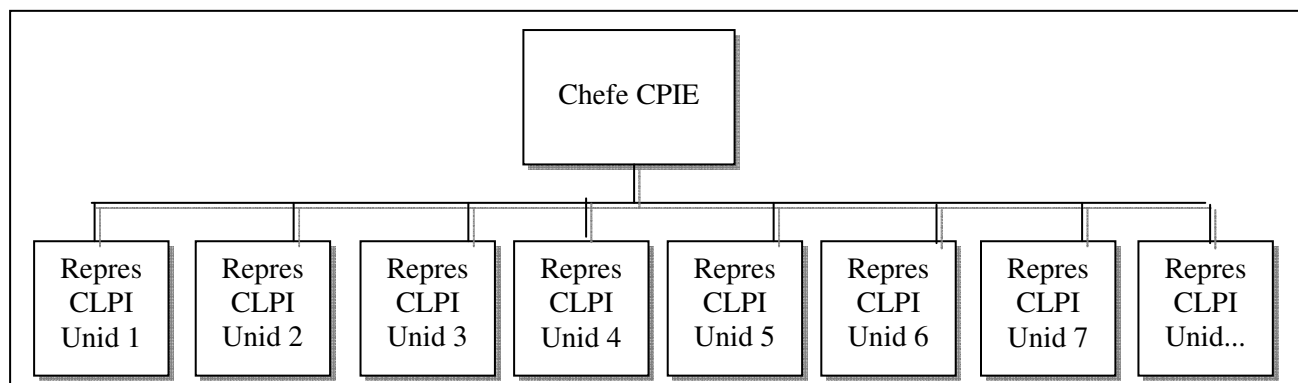 Chefe CPIE
Repres
CLPI
Unid 1
Repres
CLPI
Unid 2
Repres
CLPI
Unid 3
Repres
CLPI
Unid 4
Repres
CLPI
Unid 5
Repres
CLPI
Unid 6
Repres
CLPI
Unid 7
Repres
CLPI
Unid...